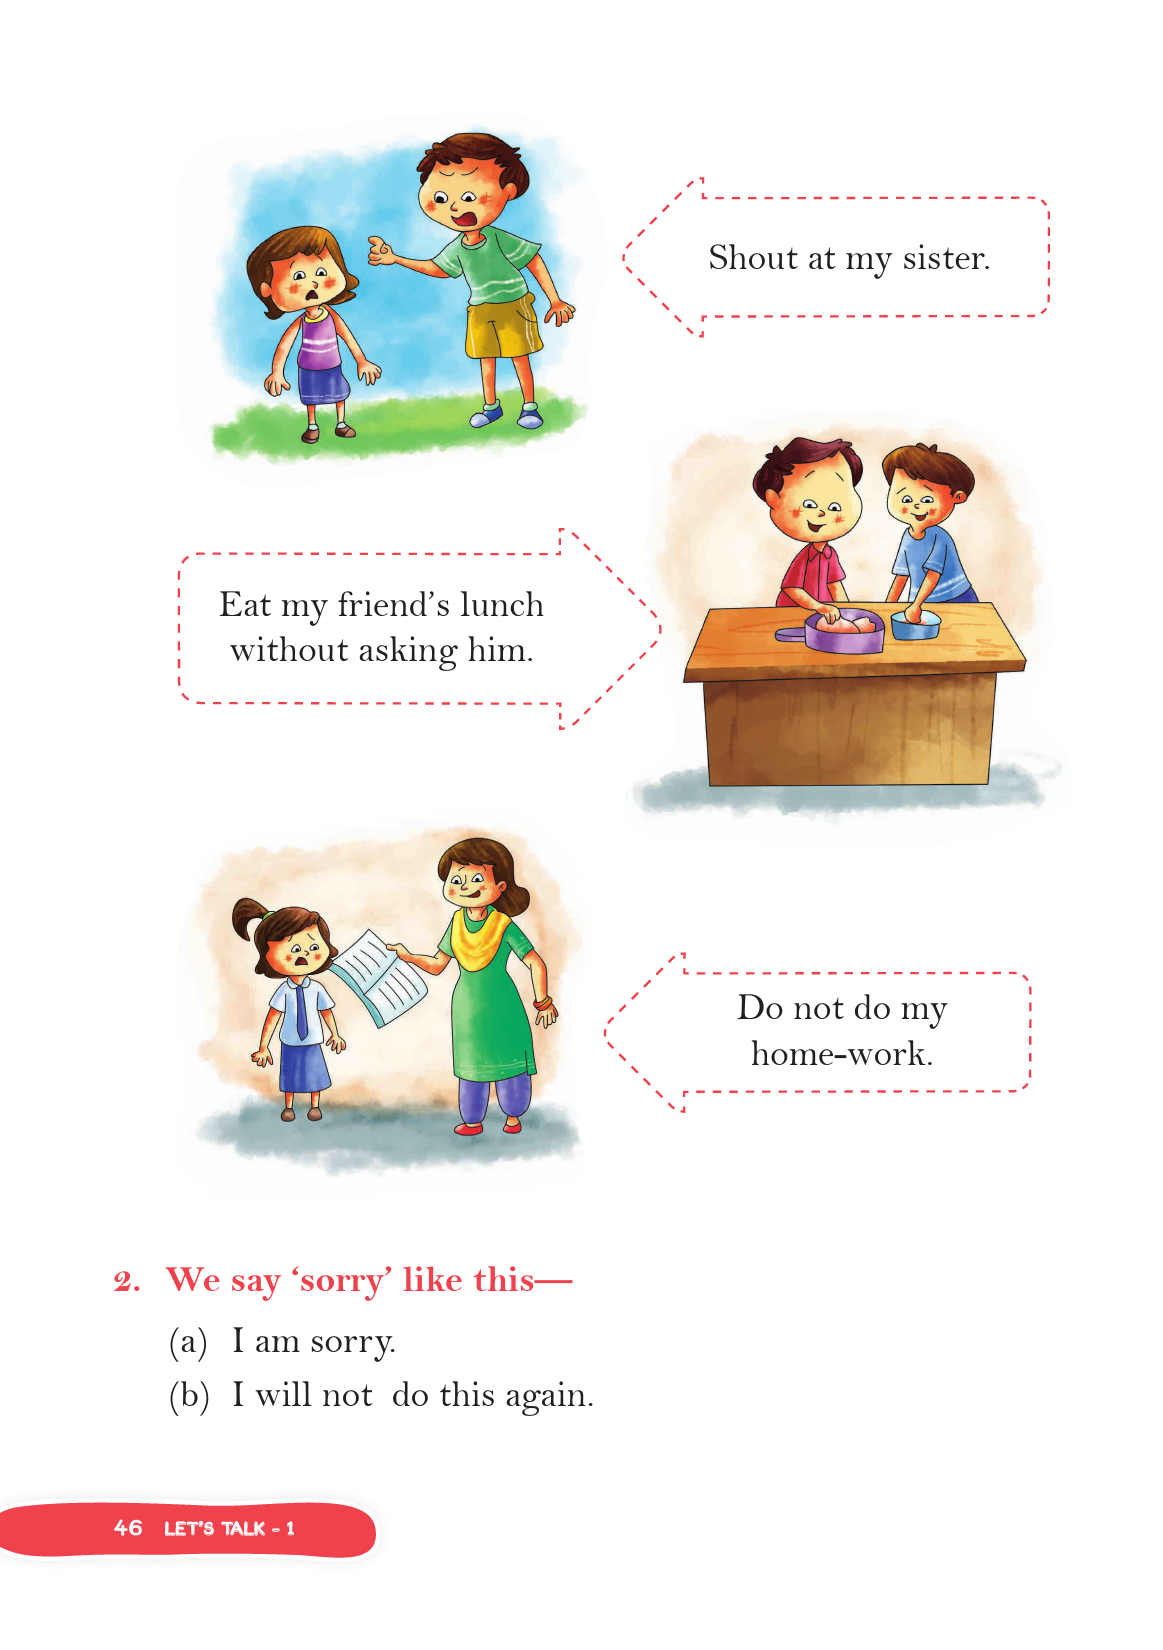 Shout at my sister.
Eat my friend’s lunch
without asking him.
Do not do my
home-work.
2. We say ‘sorry’ like this—
(a) I am sorry.
(b) I will not do this again.
46 LET’S TALK - 1